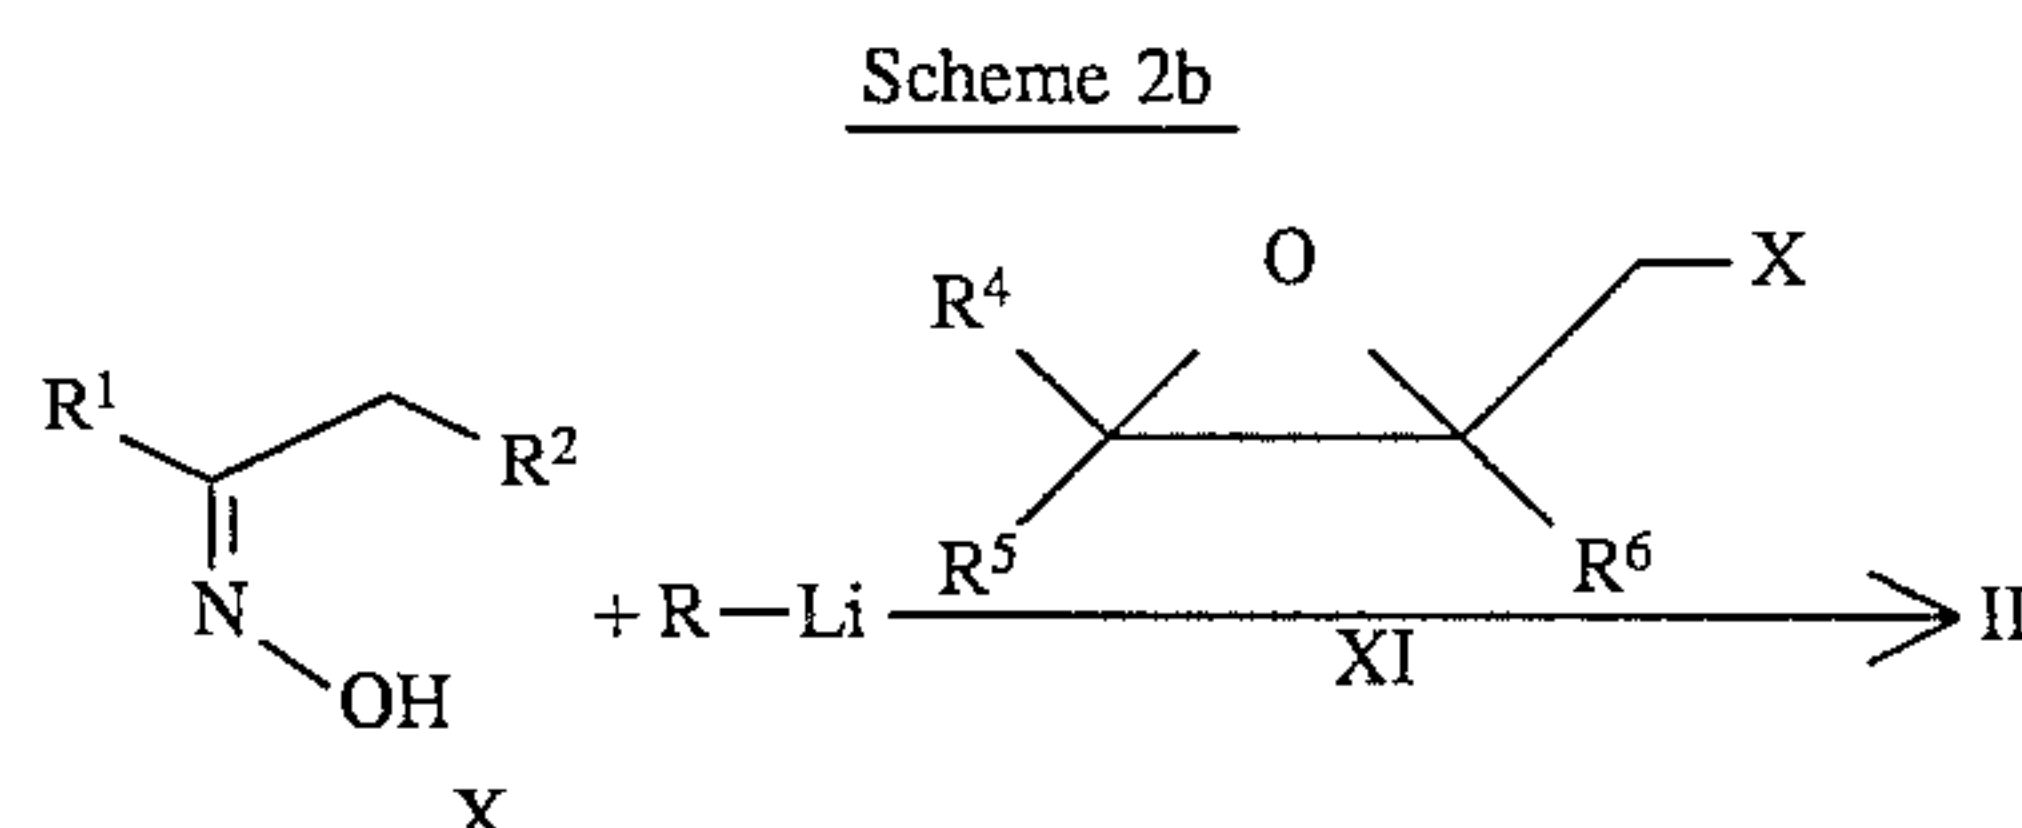 Scheme 2b
O
X
R⁴
R¹
R²
R⁵
R⁶
N
+ R—Li
II
XI
OH
X